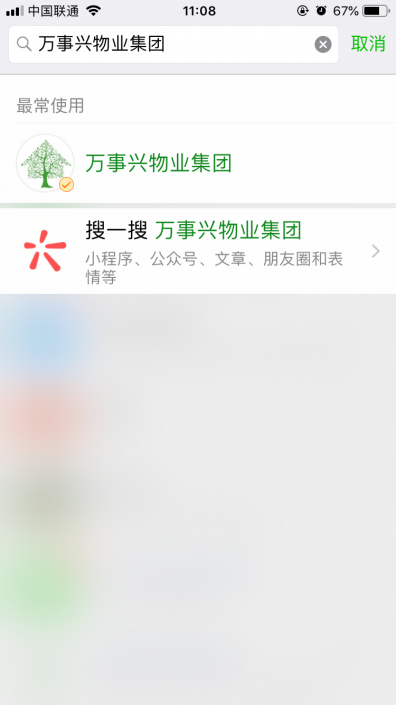 中国联通
11:08
67%
万事兴物业集团
取消
最常使用
万事兴物业集团
搜一搜 万事兴物业集团
小程序、公众号、文章、朋友圈和表
情等